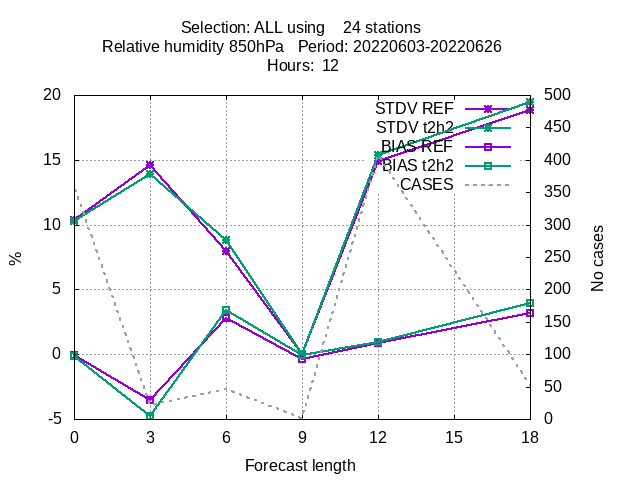 Selection: ALL using    24 stations
Relative humidity 850hPa   Period: 20220603-20220626
Hours:  12
20
15
10
5
0
-5
%
500
450
400
350
300
250
200
150
100
50
0
No cases
STDV REF
STDV t2h2
BIAS REF
BIAS t2h2
CASES
0 3 6 9 12 15 18
Forecast length